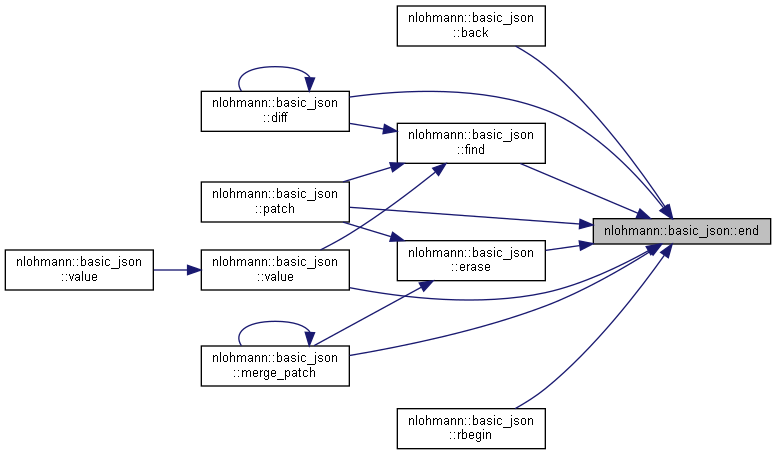 nlohmann::basic_json
::back
nlohmann::basic_json
::diff
nlohmann::basic_json
::find
nlohmann::basic_json
::patch
nlohmann::basic_json::end
nlohmann::basic_json
::value
nlohmann::basic_json
::value
nlohmann::basic_json
::erase
nlohmann::basic_json
::merge_patch
nlohmann::basic_json
::rbegin